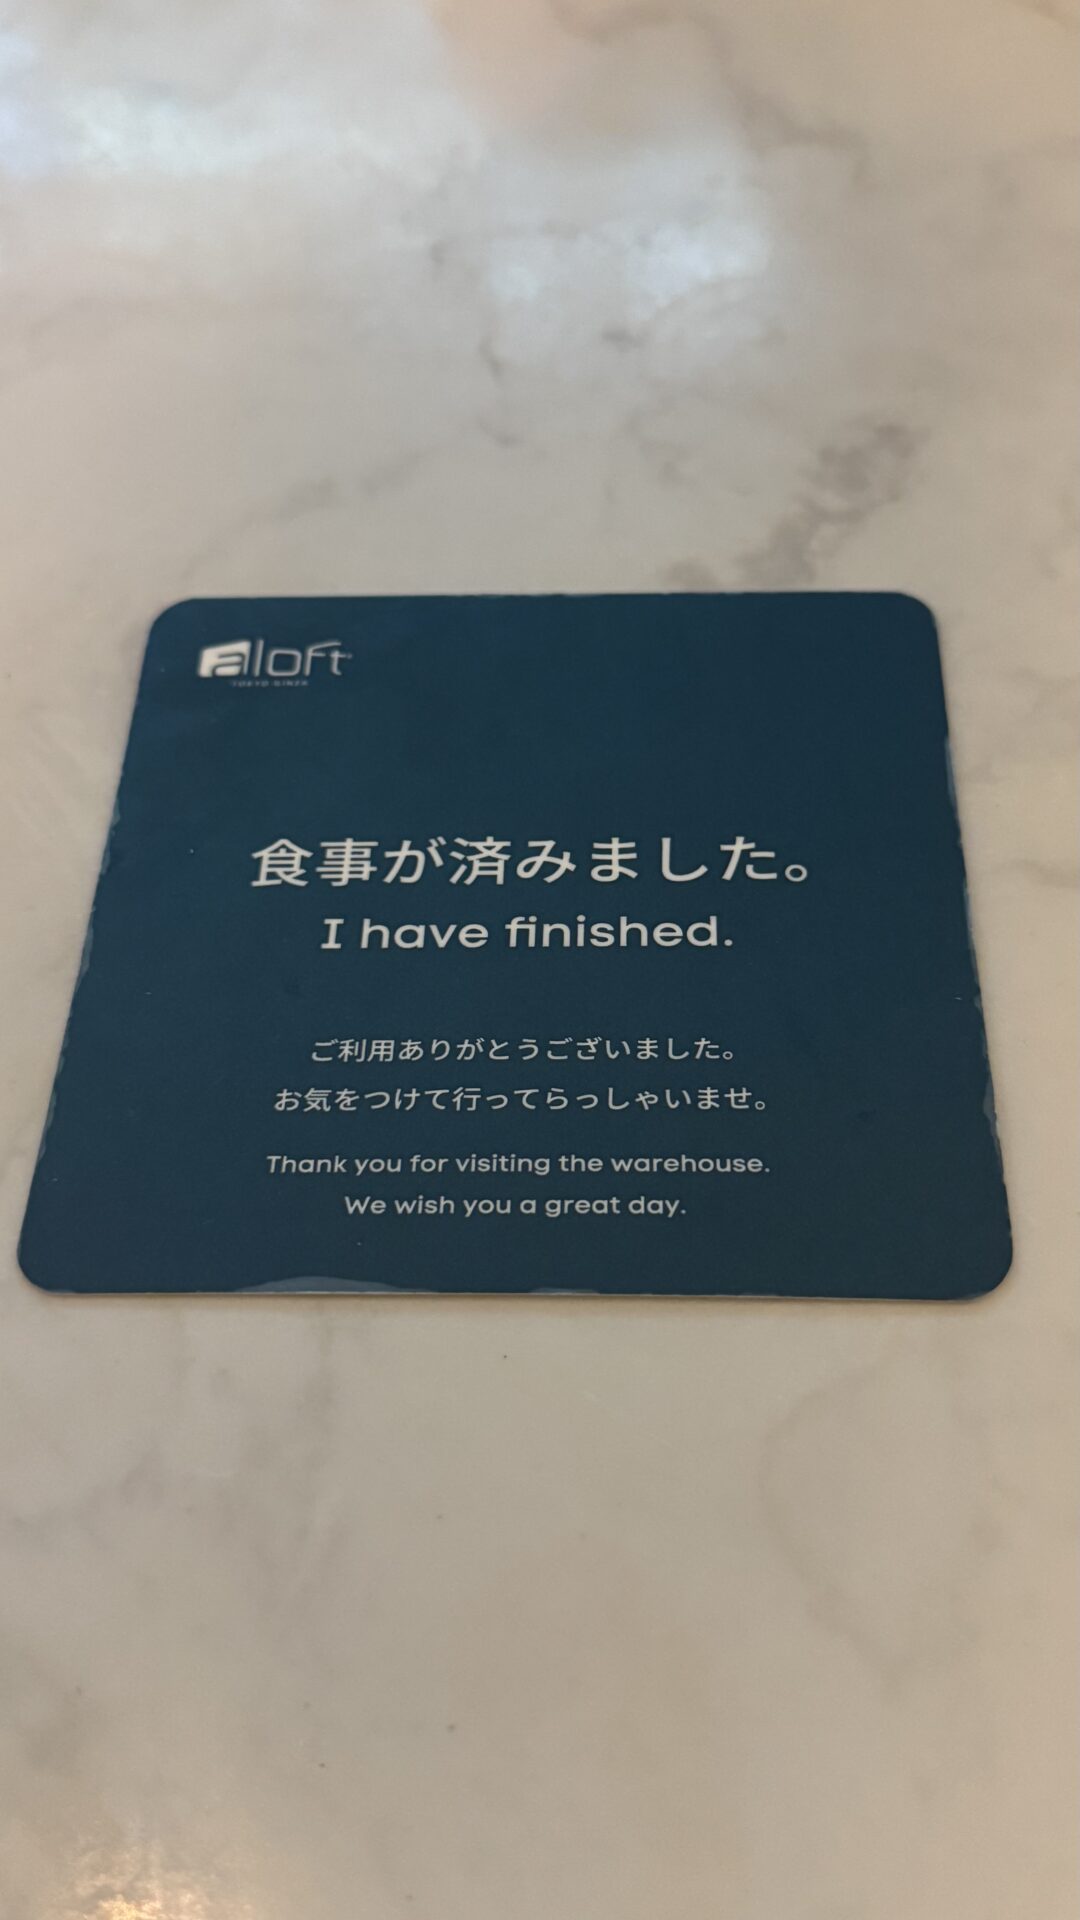 aloft
TOKYO GINZA
食事が済みました。
I have finished.
ご利用ありがとうございました。
お気をつけて行ってらっしゃいませ。
Thank you for visiting the warehouse.
We wish you a great day.